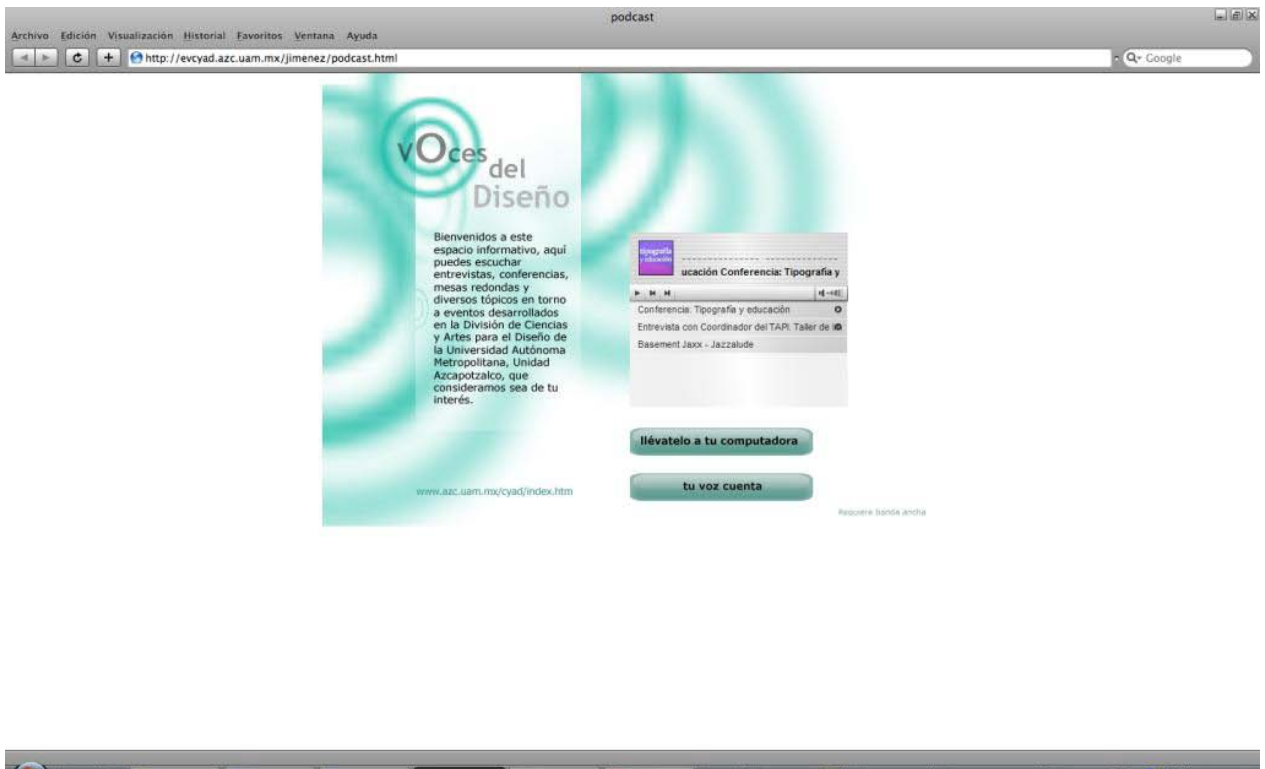 podcast
Archivo Edición Visualización Historial Favoritos Ventana Ayuda
http://evcyad.azc.uam.mx/jimenez/podcast.html
Google
vOces
del
Diseño
Bienvenidos a este
espacio informativo, aquí
puedes escuchar
entrevistas, conferencias,
mesas redondas y
diversos tópicos en torno
a eventos desarrollados
en la División de Ciencias
y Artes para el Diseño de
la Universidad Autónoma
Metropolitana, Unidad
Azcapotzalco, que
consideramos sea de tu
interés.
www.azc.uam.mx/cyad/index.htm
tipografía
y educación
ucación Conferencia: Tipografía y
Conferencia: Tipografía y educación
Entrevista con Coordinador del TAPI. Taller de
Basement Jaxx - Jazzalude
llévatelo a tu computadora
tu voz cuenta
Requiere banda ancha